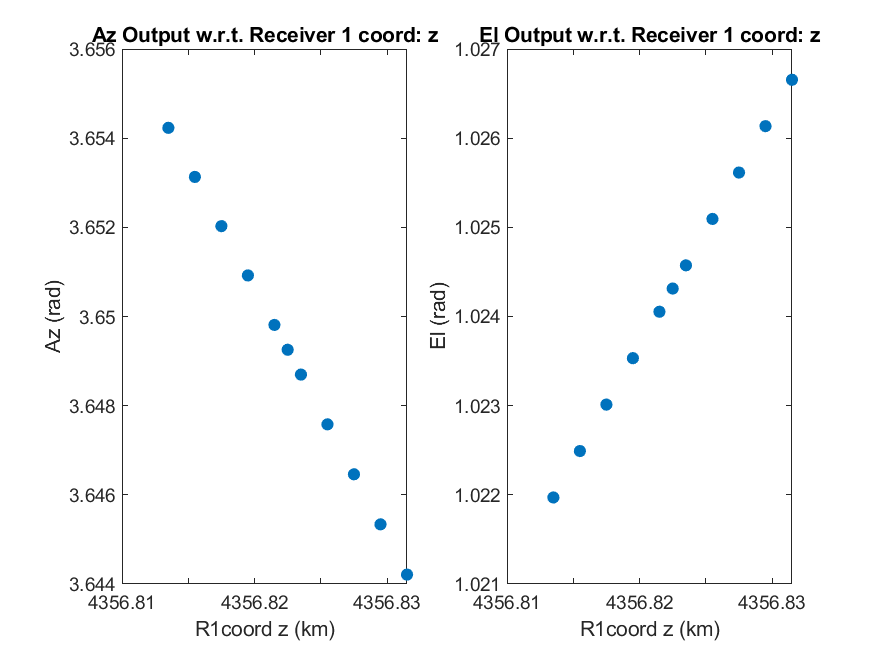 Az Output w.r.t. Receiver 1 coord: z
3.656
3.654
3.652
3.65
3.648
3.646
3.644
Az (rad)
4356.81 4356.82 4356.83
R1coord z (km)
El Output w.r.t. Receiver 1 coord: z
1.027
1.026
1.025
1.024
1.023
1.022
1.021
El (rad)
4356.81 4356.82 4356.83
R1coord z (km)